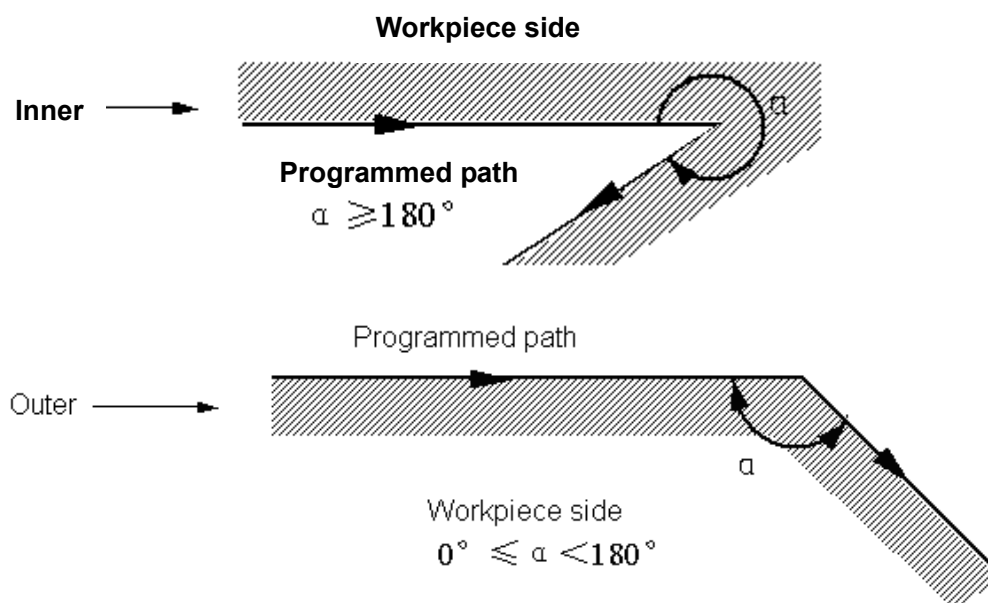 Workpiece side
Inner
α
Programmed path
α ≥180°
Programmed path
Outer
α
Workpiece side
0° ≤ α <180°